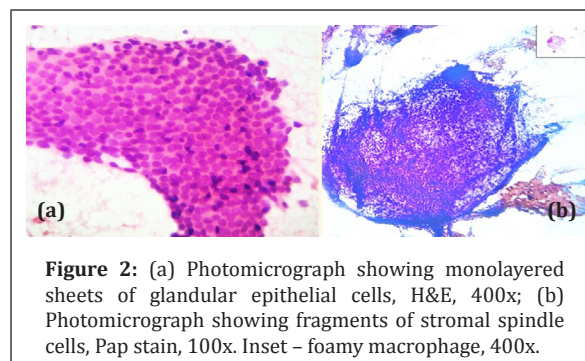 (a)
(b)
Figure 2: (a) Photomicrograph showing monolayered
sheets of glandular epithelial cells, H&E, 400x; (b)
Photomicrograph showing fragments of stromal spindle
cells, Pap stain, 100x. Inset – foamy macrophage, 400x.